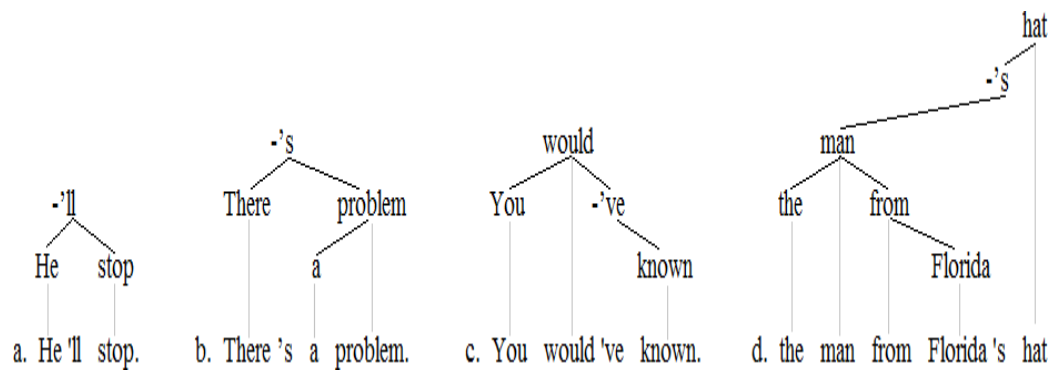 hat
-'s
-'s would man
-'ll There problem You -'ve the from
He stop a known Florida
a. He 'll stop. b. There 's a problem. c. You would 've known. d. the man from Florida 's hat